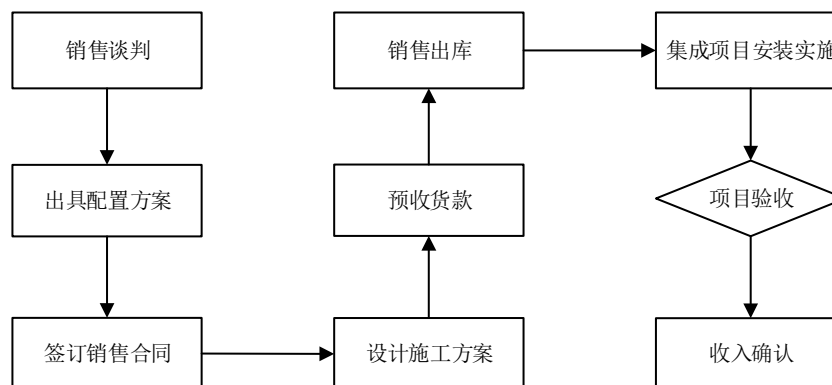 销售谈判
出具配置方案
签订销售合同
设计施工方案
预收货款
销售出库
集成项目安装实施
项目验收
收入确认